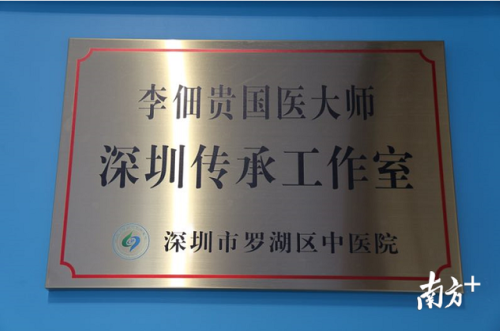 李佃贵国医大师
深圳传承工作室
深圳市罗湖区中医院
南方+